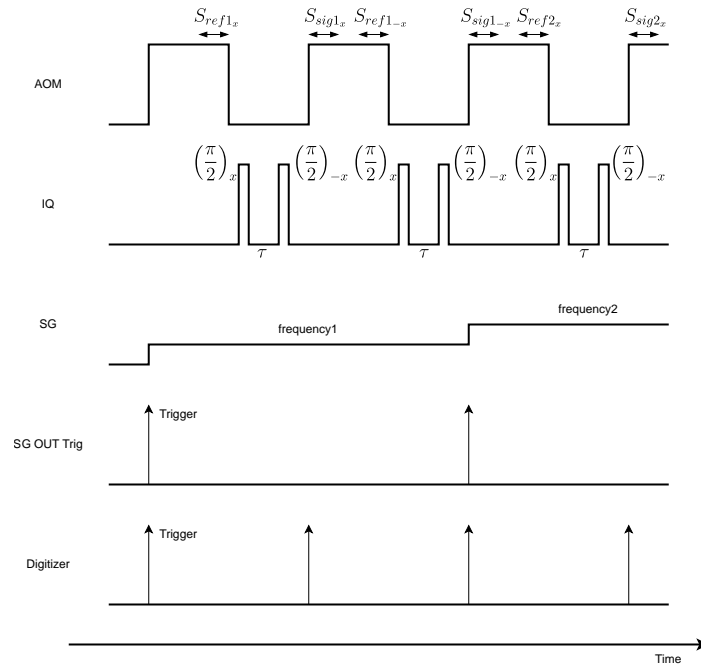 S_{ref1_x} S_{sig1_x} S_{ref1_{-x}} S_{sig1_{-x}} S_{ref2_x} S_{sig2_x}
AOM
(π/2)_x (π/2)_{-x} (π/2)_x (π/2)_{-x} (π/2)_x (π/2)_{-x}
IQ
τ τ τ
frequency2
SG
frequency1
Trigger
SG OUT Trig
Trigger
Digitizer
Time